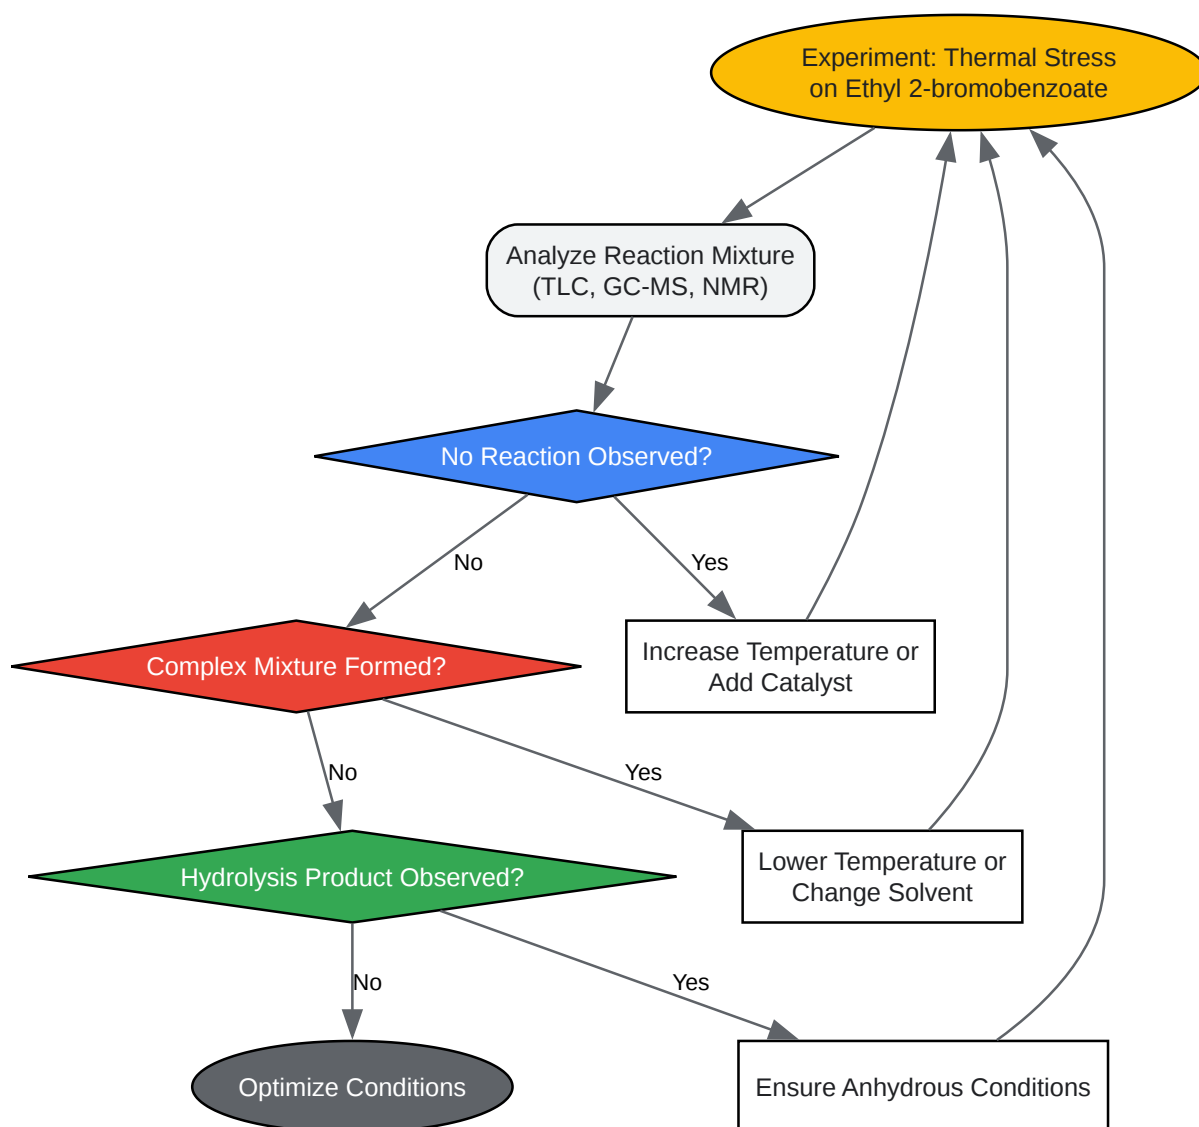 Experiment: Thermal Stress
on Ethyl 2-bromobenzoate
Analyze Reaction Mixture
(TLC, GC-MS, NMR)
No Reaction Observed?
No
Yes
Complex Mixture Formed?
Increase Temperature or
Add Catalyst
No
Yes
Hydrolysis Product Observed?
Lower Temperature or
Change Solvent
No
Yes
Optimize Conditions
Ensure Anhydrous Conditions